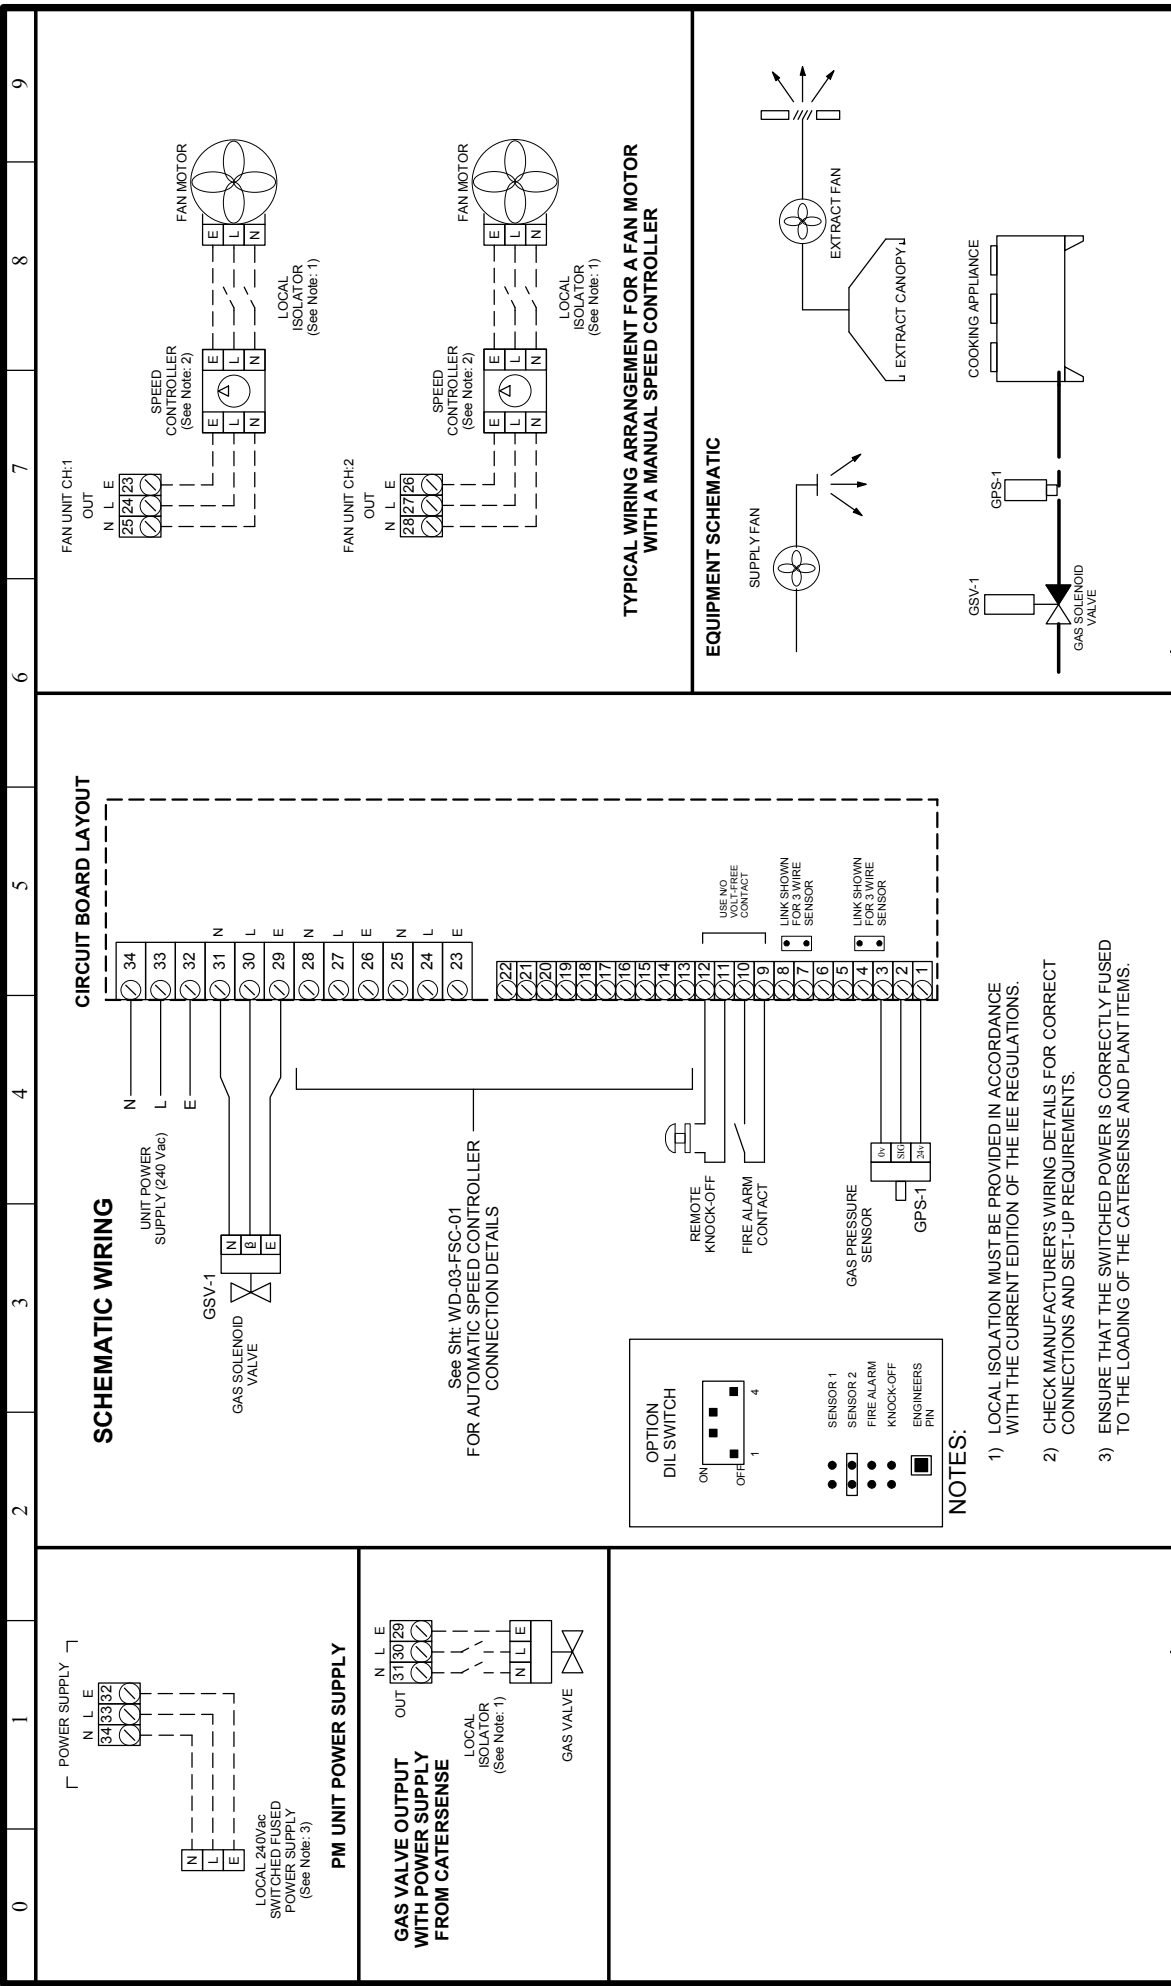 0 1 2 3 4 5 6 7 8 9
POWER SUPPLY
N L E
34 33 32
N
L
E
LOCAL 240Vac
SWITCHED FUSED
POWER SUPPLY
(See Note: 3)
PM UNIT POWER SUPPLY
GAS VALVE OUTPUT
WITH POWER SUPPLY
FROM CATERSENSE
N L E
31 30 29
OUT
LOCAL
ISOLATOR
(See Note: 1)
N L E
GAS VALVE
SCHEMATIC WIRING
CIRCUIT BOARD LAYOUT
UNIT POWER
SUPPLY (240 Vac)
N
L
E
34
33
32
31 N
30 L
29 E
28 N
27 L
26 E
25 N
24 L
23 E
GSV-1
N
β
E
GAS SOLENOID
VALVE
See Sht: WD-03-FSC-01
FOR AUTOMATIC SPEED CONTROLLER
CONNECTION DETAILS
22
21
20
19
18
17
16
15
14
13
12
11
10
9
8
7
6
5
4
3
2
1
USE N/O
VOLT-FREE
CONTACT
LINK SHOWN
FOR 3 WIRE
SENSOR
LINK SHOWN
FOR 3 WIRE
SENSOR
REMOTE
KNOCK-OFF
FIRE ALARM
CONTACT
GAS PRESSURE
SENSOR
0v
SIG
24v
GPS-1
OPTION
DIL SWITCH
ON
OFF
1 4
SENSOR 1
SENSOR 2
FIRE ALARM
KNOCK-OFF
ENGINEERS
PIN
NOTES:
1) LOCAL ISOLATION MUST BE PROVIDED IN ACCORDANCE
WITH THE CURRENT EDITION OF THE IEE REGULATIONS.
2) CHECK MANUFACTURER'S WIRING DETAILS FOR CORRECT
CONNECTIONS AND SET-UP REQUIREMENTS.
3) ENSURE THAT THE SWITCHED POWER IS CORRECTLY FUSED
TO THE LOADING OF THE CATERSENSE AND PLANT ITEMS.
FAN UNIT CH:1
OUT
N L E
25 24 23
SPEED
CONTROLLER
(See Note: 2)
E E
L L
N N
LOCAL
ISOLATOR
(See Note: 1)
E
L
N
FAN MOTOR
FAN UNIT CH:2
OUT
N L E
28 27 26
SPEED
CONTROLLER
(See Note: 2)
E E
L L
N N
LOCAL
ISOLATOR
(See Note: 1)
E
L
N
FAN MOTOR
TYPICAL WIRING ARRANGEMENT FOR A FAN MOTOR
WITH A MANUAL SPEED CONTROLLER
EQUIPMENT SCHEMATIC
SUPPLY FAN
EXTRACT FAN
EXTRACT CANOPY
GSV-1
GAS SOLENOID
VALVE
GPS-1
COOKING APPLIANCE